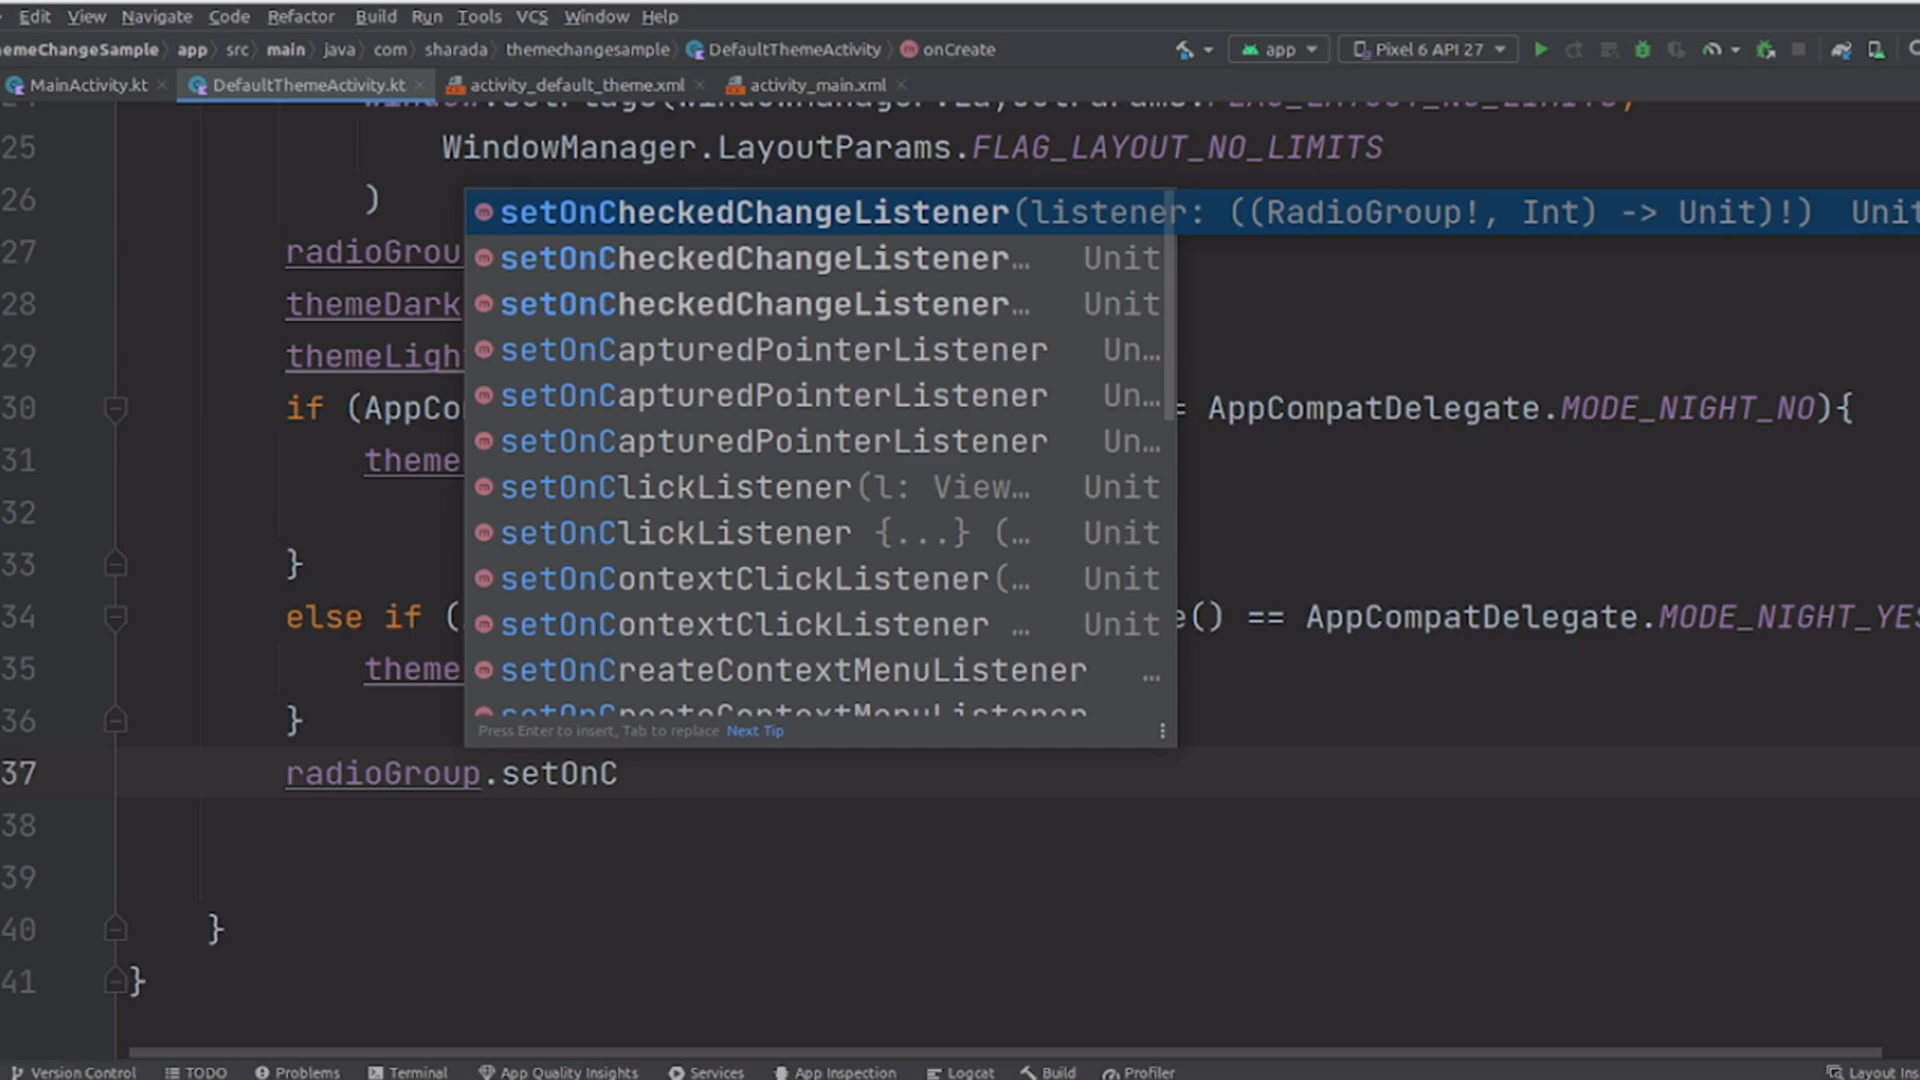 Edit View Navigate Code Refactor Build Run Tools VCS Window Help
emeChangeSample app src main java com sharada themechangesample DefaultThemeActivity onCreate app Pixel 6 API 27
MainActivity.kt DefaultThemeActivity.kt activity_default_theme.xml activity_main.xml
25 WindowManager.LayoutParams.FLAG_LAYOUT_NO_LIMITS
26 )
setOnCheckedChangeListener(listener: ((RadioGroup!, Int) -> Unit)!) Unit
27 radioGrou
setOnCheckedChangeListener… Unit
28 themeDark
setOnCheckedChangeListener… Unit
29 themeLigh
setOnCapturedPointerListener Un…
setOnCapturedPointerListener Un…
30 if (AppCo = AppCompatDelegate.MODE_NIGHT_NO){
setOnCapturedPointerListener Un…
31 theme
setOnClickListener(l: View… Unit
32
setOnClickListener {...} (… Unit
33 }
setOnContextClickListener(… Unit
34 else if ( e() == AppCompatDelegate.MODE_NIGHT_YES
setOnContextClickListener … Unit
35 theme
setOnCreateContextMenuListener …
setOnCreateContextMenuListener
36 }
Press Enter to insert, Tab to replace Next Tip
37 radioGroup.setOnC
38
39
40 }
41 }
Version Control TODO Problems Terminal App Quality Insights Services App Inspection Logcat Build Profiler Layout Ins